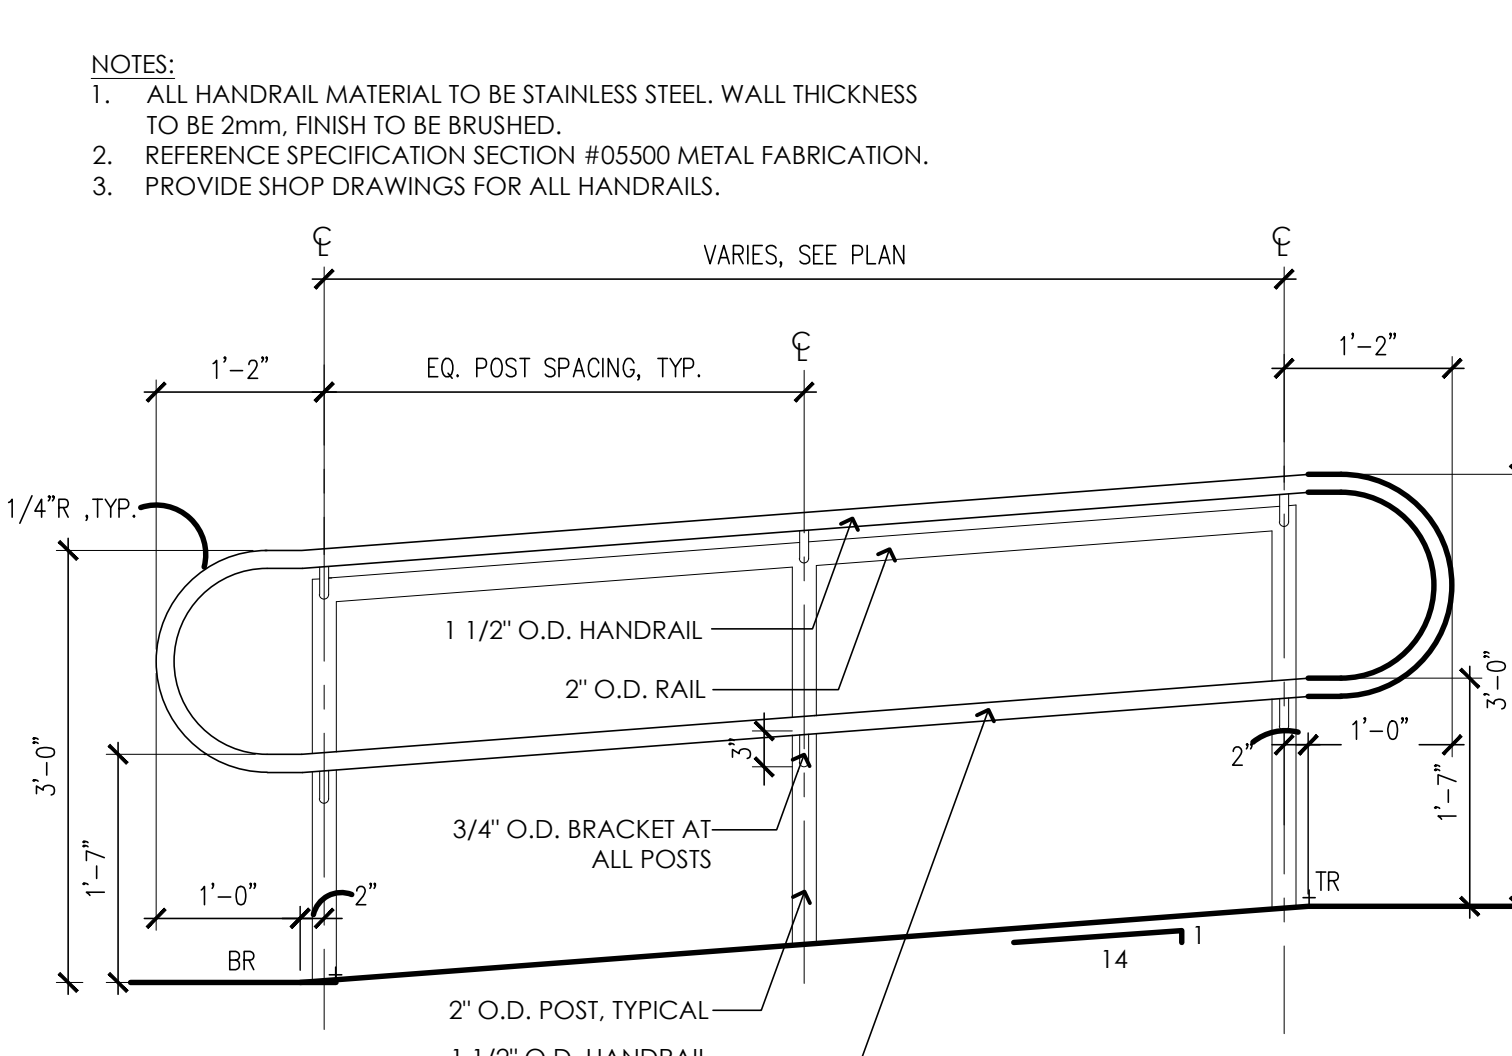 NOTES:
1. ALL HANDRAIL MATERIAL TO BE STAINLESS STEEL. WALL THICKNESS
TO BE 2mm, FINISH TO BE BRUSHED.
2. REFERENCE SPECIFICATION SECTION #05500 METAL FABRICATION.
3. PROVIDE SHOP DRAWINGS FOR ALL HANDRAILS.
℄
℄
VARIES, SEE PLAN
℄
1'-2"
1'-2"
EQ. POST SPACING, TYP.
1/4"R ,TYP.
1 1/2" O.D. HANDRAIL
2" O.D. RAIL
3'-0"
3'-0"
3"
2"
1'-0"
1'-7"
3/4" O.D. BRACKET AT
ALL POSTS
1'-7"
1'-0"
2"
TR
BR
1
14
2" O.D. POST, TYPICAL
1 1/2" O.D. HANDRAIL